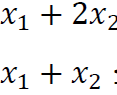 x₁ + 2x₂
x₁ + x₂